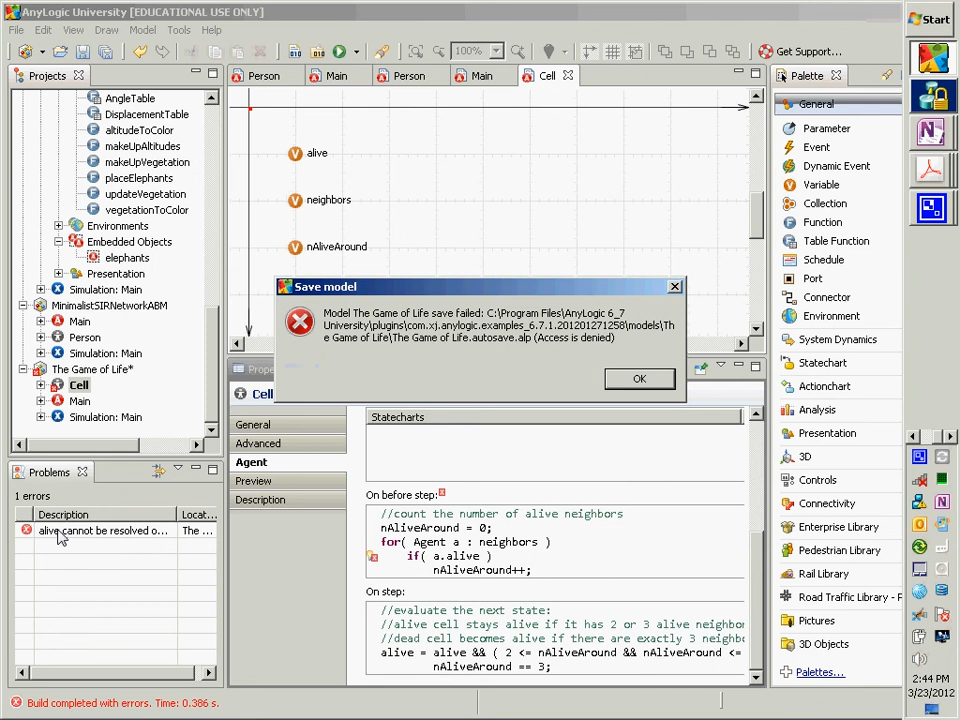 AnyLogic University [EDUCATIONAL USE ONLY]
File Edit View Draw Model Tools Help
100% Get Support...
Projects
AngleTable
DisplacementTable
altitudeToColor
makeUpAltitudes
makeUpVegetation
placeElephants
updateVegetation
vegetationToColor
Environments
Embedded Objects
elephants
Presentation
Simulation: Main
MinimalistSIRNetworkABM
Main
Person
Simulation: Main
The Game of Life*
Cell
Main
Simulation: Main
Problems
1 errors
Description Locat...
alive cannot be resolved o... The ...
Person Main Person Main Cell
alive
neighbors
nAliveAround
Save model
Model The Game of Life save failed: C:\Program Files\AnyLogic 6_7
University\plugins\com.xj.anylogic.examples_6.7.1.201201271258\models\Th
e Game of Life\The Game of Life.autosave.alp (Access is denied)
OK
Prope
Cell
General
Advanced
Agent
Preview
Description
Statecharts
On before step:
//count the number of alive neighbors
nAliveAround = 0;
for( Agent a : neighbors )
if( a.alive )
nAliveAround++;
On step:
//evaluate the next state:
//alive cell stays alive if it has 2 or 3 alive neighbor
//dead cell becomes alive if there are exactly 3 neighbo
alive = alive && ( 2 <= nAliveAround && nAliveAround <=
nAliveAround == 3;
Palette
General
Parameter
Event
Dynamic Event
Variable
Collection
Function
Table Function
Schedule
Port
Connector
Environment
System Dynamics
Statechart
Actionchart
Analysis
Presentation
3D
Controls
Connectivity
Enterprise Library
Pedestrian Library
Rail Library
Road Traffic Library - P
Pictures
3D Objects
Palettes...
Build completed with errors. Time: 0.386 s.
Start
2:44 PM
3/23/2012